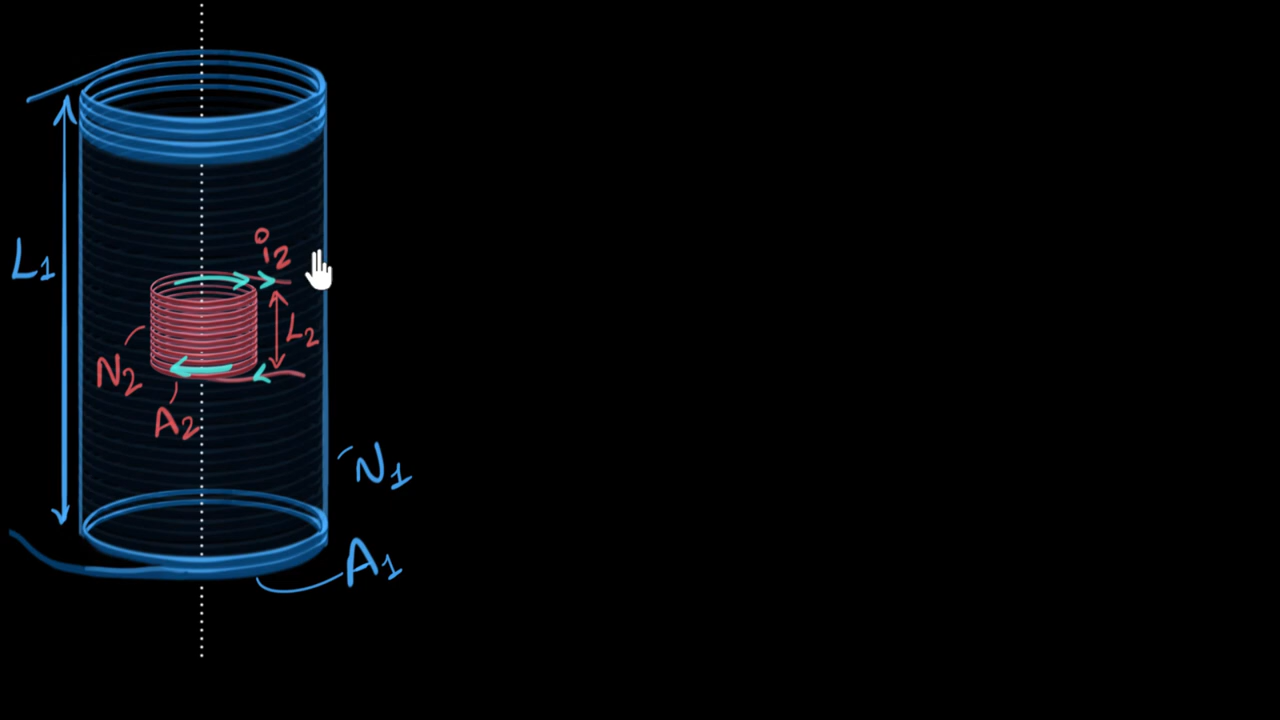 i₂
L₁
L₂
N₂
A₂
N₁
A₁